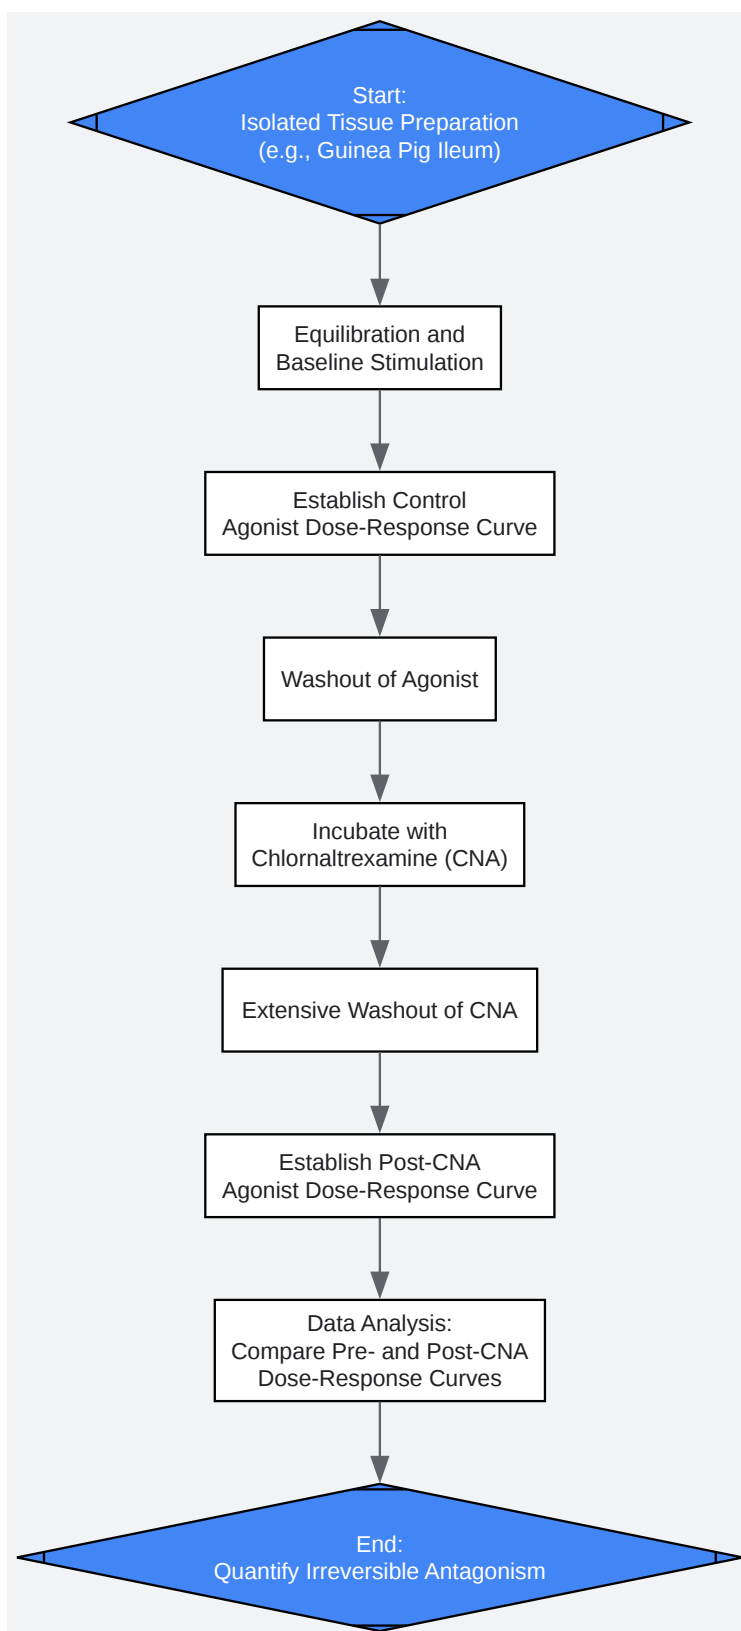 Start:
Isolated Tissue Preparation
(e.g., Guinea Pig Ileum)
Equilibration and
Baseline Stimulation
Establish Control
Agonist Dose-Response Curve
Washout of Agonist
Incubate with
Chlornaltrexamine (CNA)
Extensive Washout of CNA
Establish Post-CNA
Agonist Dose-Response Curve
Data Analysis:
Compare Pre- and Post-CNA
Dose-Response Curves
End:
Quantify Irreversible Antagonism